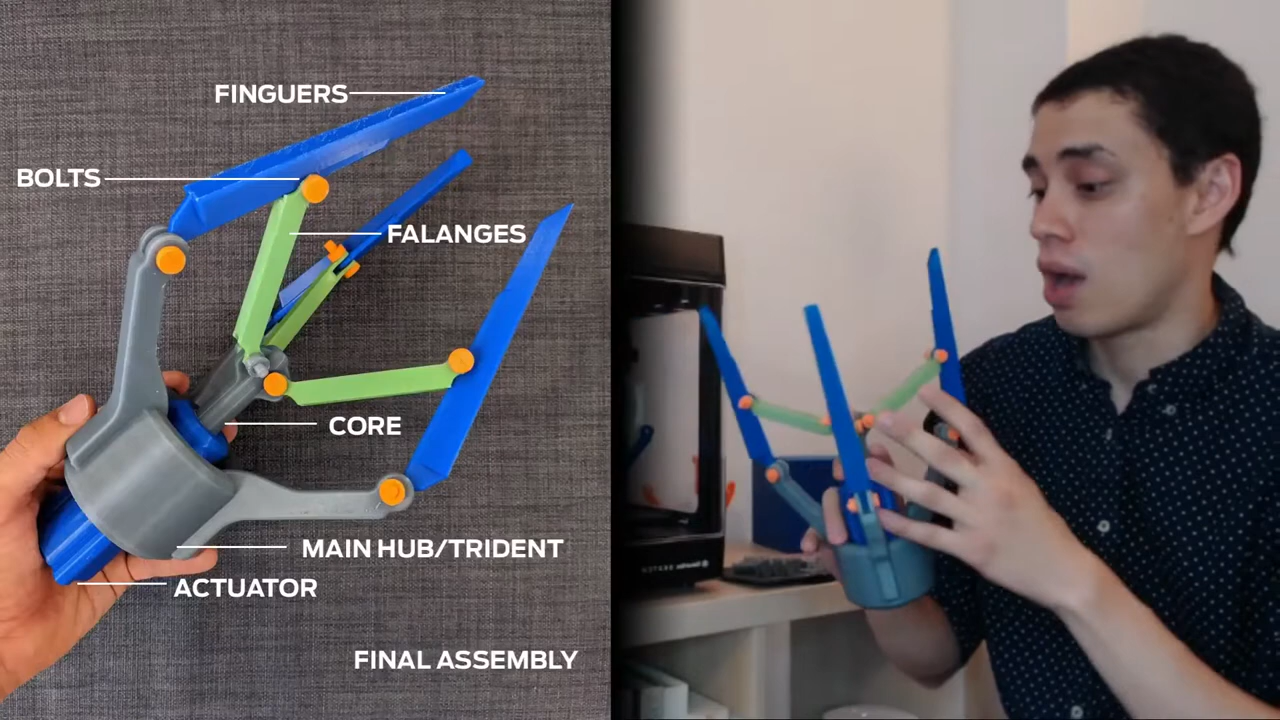 FINGUERS
BOLTS
FALANGES
CORE
MAIN HUB/TRIDENT
ACTUATOR
FINAL ASSEMBLY